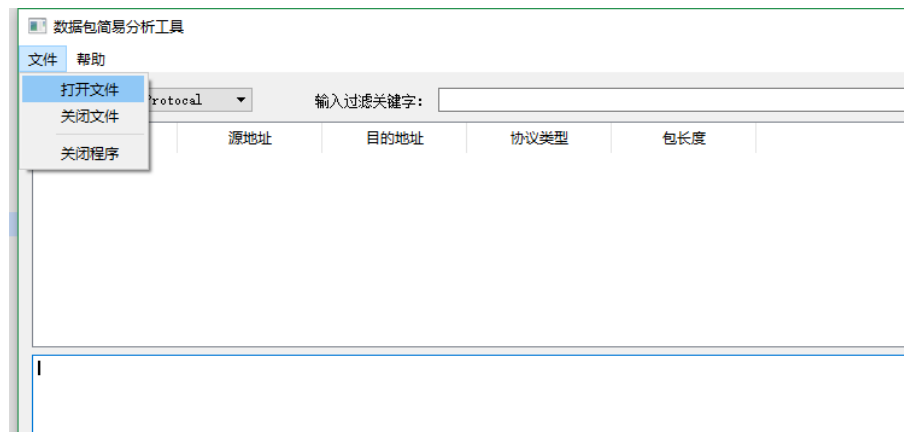 数据包简易分析工具
文件 帮助
打开文件
rotocal 输入过滤关键字:
关闭文件
源地址 目的地址 协议类型 包长度
关闭程序